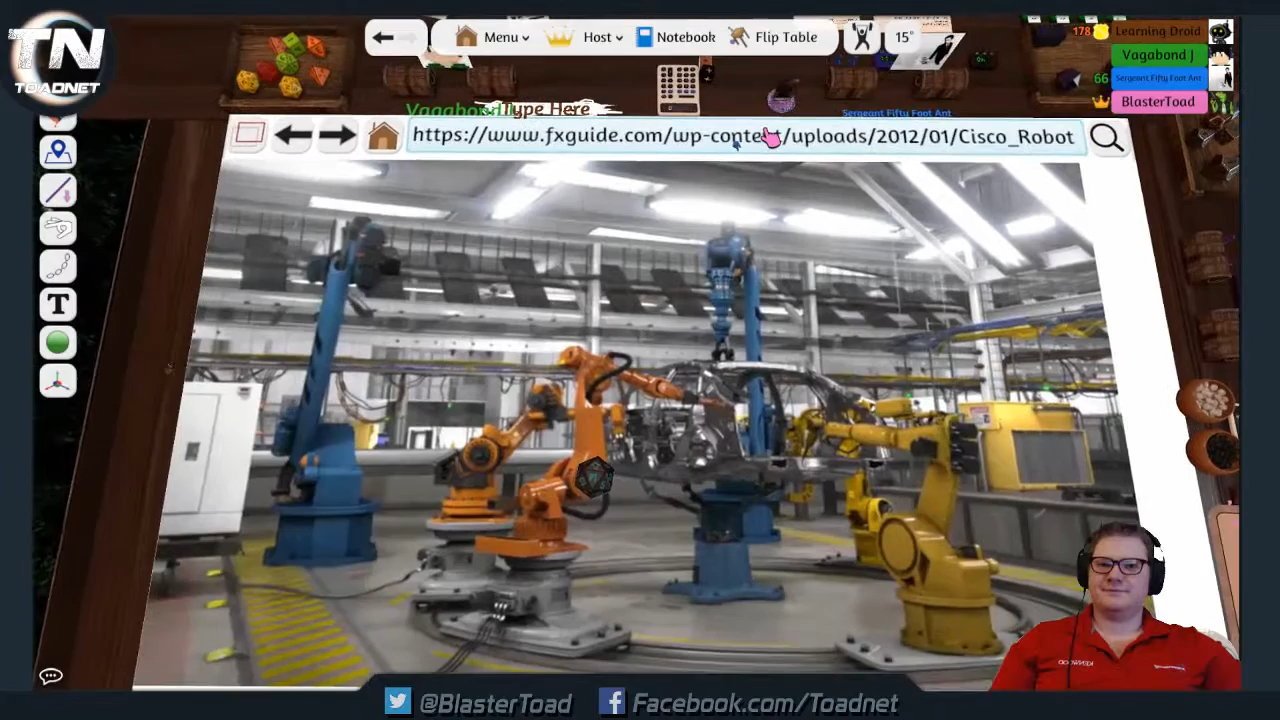 TN
TOADNET
Menu
Host
Notebook
Flip Table
15°
178
Learning Droid
Vagabond J
66
Sergeant Fifty Foot Ant
BlasterToad
Vagabond J
Type Here
Sergeant Fifty Foot Ant
https://www.fxguide.com/wp-content/uploads/2012/01/Cisco_Robot
T
@BlasterToad
Facebook.com/Toadnet